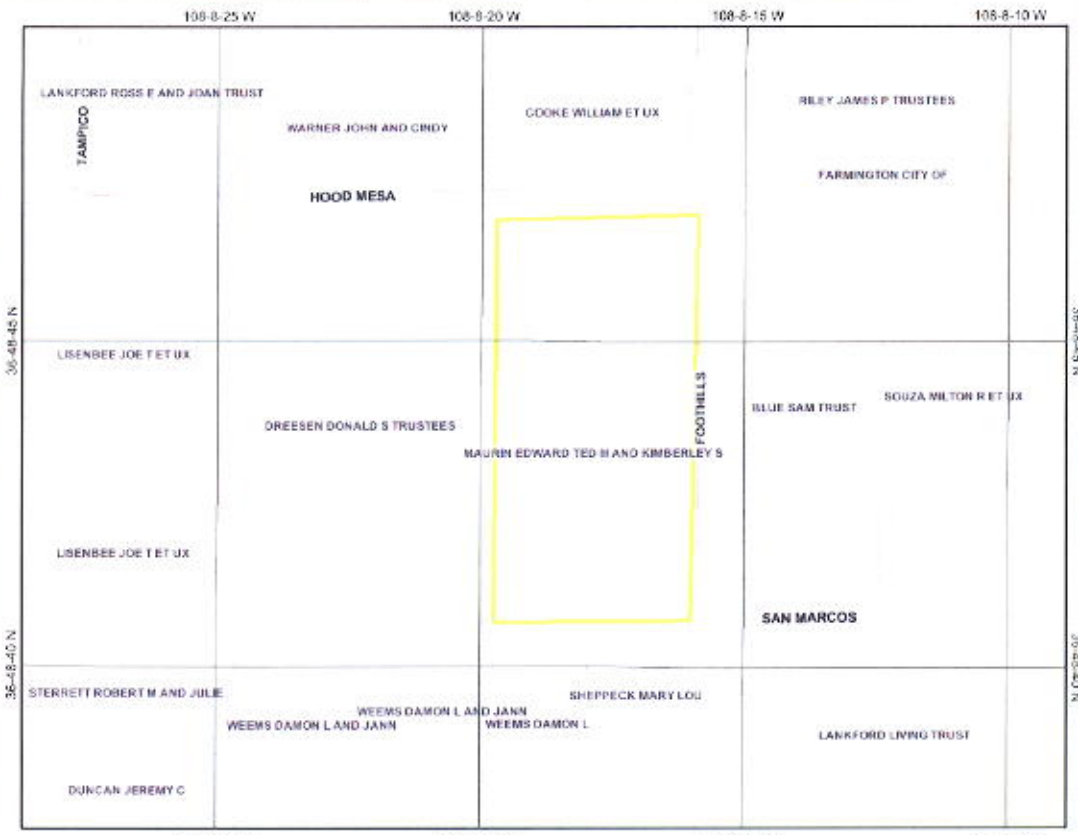 108-8-25 W
108-8-20 W
108-8-15 W
108-8-10 W
LANKFORD ROSS E AND JOAN TRUST
TAMPICO
WARNER JOHN AND CINDY
COOKE WILLIAM ET UX
RILEY JAMES P TRUSTEES
HOOD MESA
FARMINGTON CITY OF
36-48-45 N
LISENBEE JOE T ET UX
DREESEN DONALD S TRUSTEES
FOOTHILLS
BLUE SAM TRUST
SOUZA MILTON R ET UX
MAURIN EDWARD TED III AND KIMBERLEY S
LISENBEE JOE T ET UX
SAN MARCOS
36-48-40 N
STERRETT ROBERT M AND JULIE
SHEPPECK MARY LOU
WEEMS DAMON L AND JANN
WEEMS DAMON L AND JANN
WEEMS DAMON L
LANKFORD LIVING TRUST
DUNCAN JEREMY C